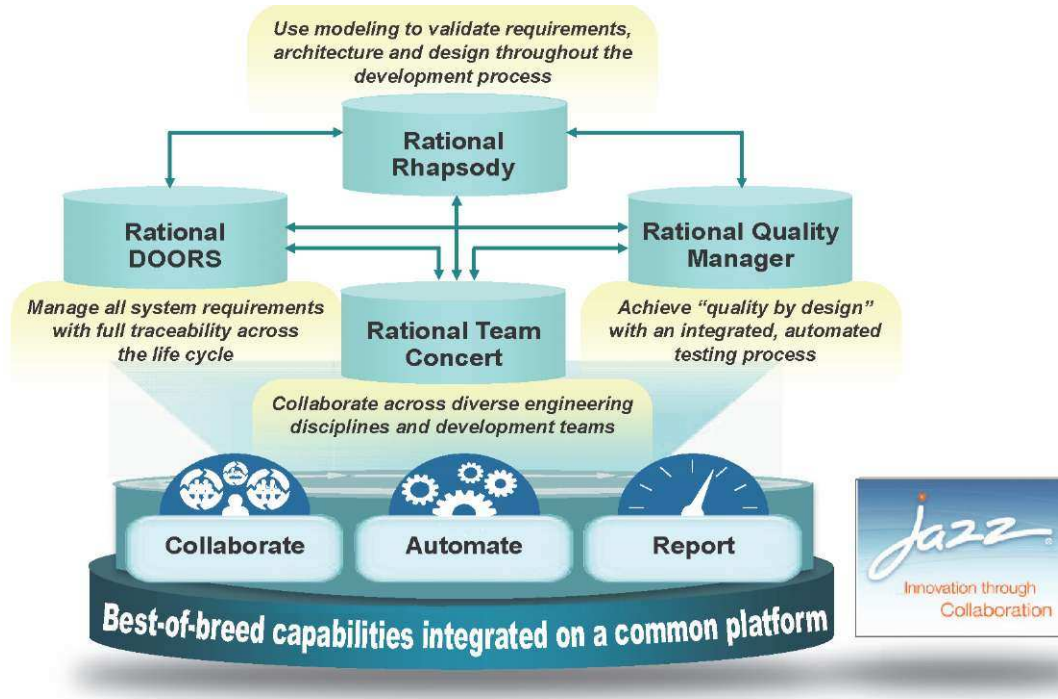 Use modeling to validate requirements,
architecture and design throughout the
development process
Rational
Rhapsody
Rational
DOORS
Rational Quality
Manager
Manage all system requirements
with full traceability across
the life cycle
Rational Team
Concert
Achieve “quality by design”
with an integrated, automated
testing process
Collaborate across diverse engineering
disciplines and development teams
Collaborate
Automate
Report
Best-of-breed capabilities integrated on a common platform
jazz
Innovation through
Collaboration